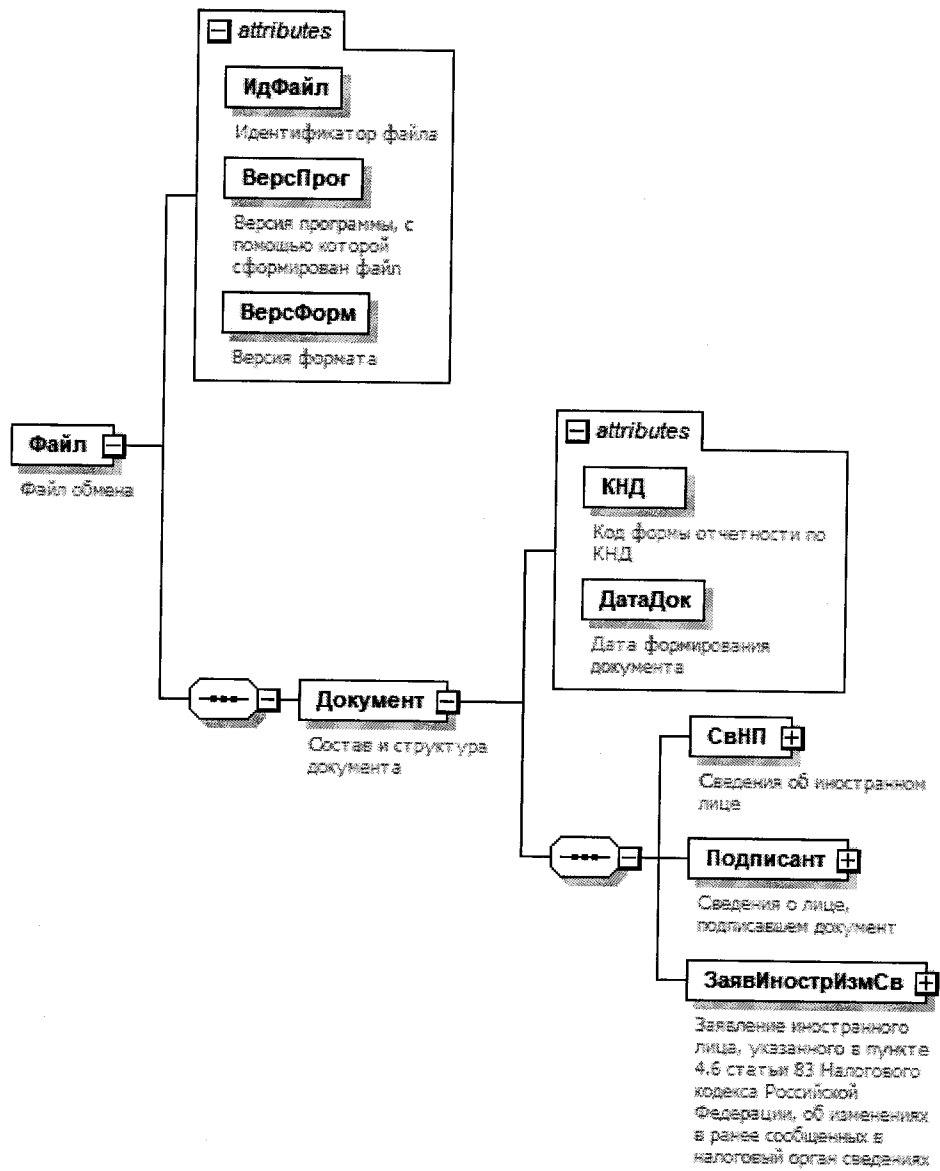 attributes
ИдФайл
Идентификатор файла
ВерсПрог
Версия программы, с
помощью которой
сформирован файл
ВерсФорм
Версия формата
Файл
Файл обмена
attributes
КНД
Код формы отчетности по
КНД
ДатаДок
Дата формирования
документа
Документ
Состав и структура
документа
СвНП
Сведения об иностранном
лице
Подписант
Сведения о лице,
подписавшем документ
ЗаявИнострИзмСв
Заявление иностранного
лица, указанного в пункте
4.6 статьи 83 Налогового
кодекса Российской
Федерации, об изменениях
в ранее сообщенных в
налоговый орган сведениях